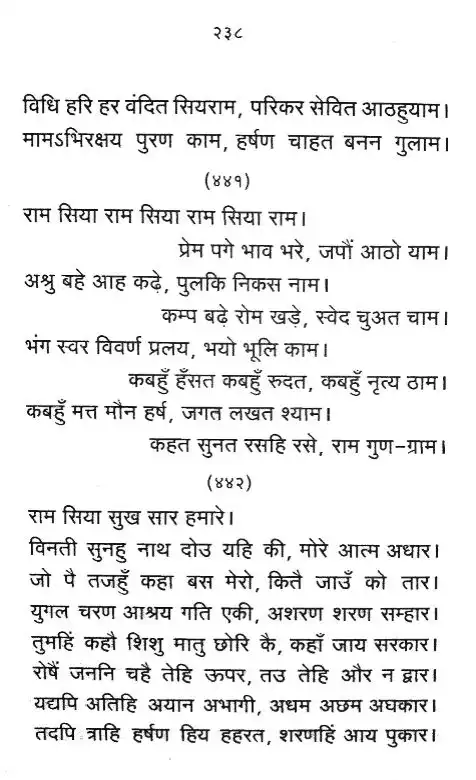 २३८
विधि हरि हर वंदित सियराम, परिकर सेवित आठहुयाम।
मामऽभिरक्षय पुरण काम, हर्षण चाहत बनन गुलाम।
(४४१)
राम सिया राम सिया राम सिया राम।
प्रेम पगे भाव भरे, जपौं आठो याम।
अश्रु बहे आह कढ़े, पुलकि निकस नाम।
कम्प बढ़े रोम खड़े, स्वेद चुअत चाम।
भंग स्वर विवर्ण प्रलय, भयो भूलि काम।
कबहुँ हँसत कबहुँ रुदत, कबहुँ नृत्य ठाम।
कबहुँ मत्त मौन हर्ष, जगत लखत श्याम।
कहत सुनत रसहि रसे, राम गुण-ग्राम।
(४४२)
राम सिया सुख सार हमारे।
विनती सुनहु नाथ दोउ यहि की, मोरे आत्म अधार।
जो पै तजहुँ कहा बस मेरो, कितै जाउँ को तार।
युगल चरण आश्रय गति एकी, अशरण शरण सम्हार।
तुमहिं कहौ शिशु मातु छोरि कै, कहाँ जाय सरकार।
रोषैं जननि चहै तेहि ऊपर, तउ तेहि और न द्वार।
यद्यपि अतिहि अयान अभागी, अधम अछम अघकार।
तदपि त्राहि हर्षण हिय हहरत, शरणहिं आय पुकार।